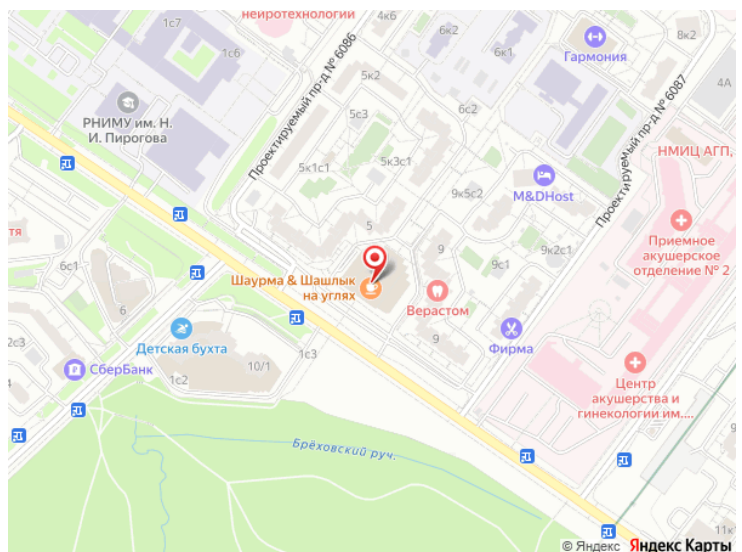 нейротехнологии
1с7
4к6
1с6
6к2
6к1
Гармония
8к2
4А
Проектируемый пр-д № 6086
5к2
РНИМУ им. Н.
И. Пирогова
5с3
6с2
Проектируемый пр-д № 6087
НМИЦ АГП,
5к1с1
5к3с1
9к5с2
M&DHost
тя
5
Приемное
акушерское
отделение № 2
9
9к2с1
6с1
Шаурма & Шашлык
на углях
Верастом
6
2с3
Детская бухта
9
Фирма
СберБанк
10/1
1с3
1с2
Центр
акушерства и
гинекологии им....
Брёховский руч.
11к
© Яндекс Яндекс Карты